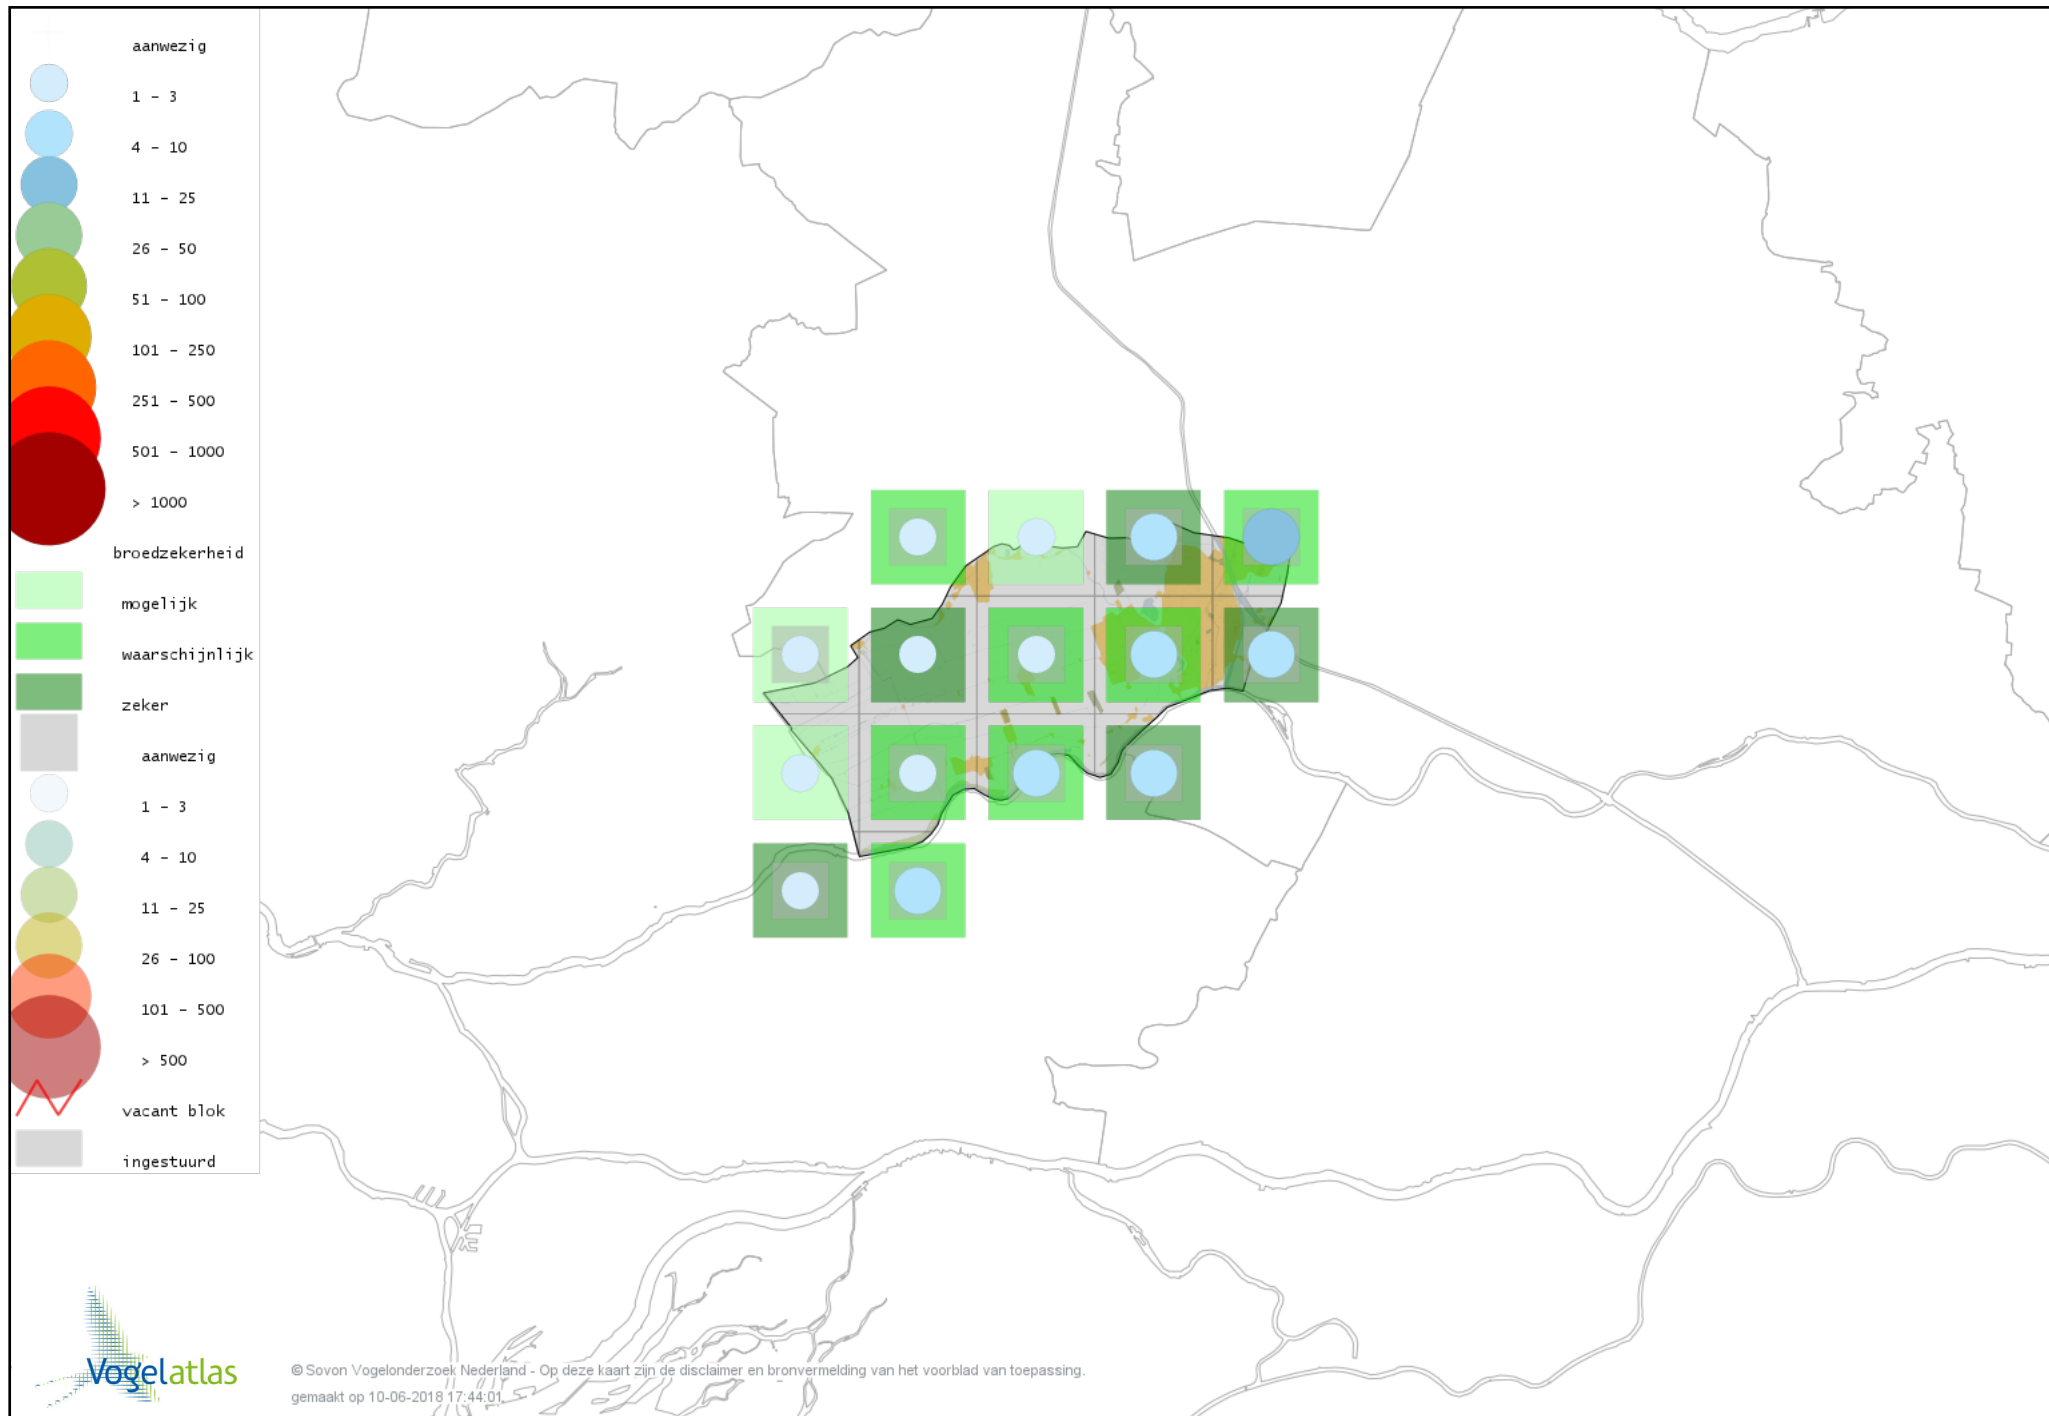 aanwezig
1 - 3
4 - 10
11 - 25
26 - 50
51 - 100
101 - 250
251 - 500
501 - 1000
> 1000
broedzekerheid
mogelijk
waarschijnlijk
zeker
aanwezig
1 - 3
4 - 10
11 - 25
26 - 100
101 - 500
> 500
vacant blok
ingestuurd
Vogelatlas
© Sovon Vogelonderzoek Nederland - Op deze kaart zijn de disclaimer en bronvermelding van het voorblad van toepassing.
gemaakt op 10-06-2018 17:44:01